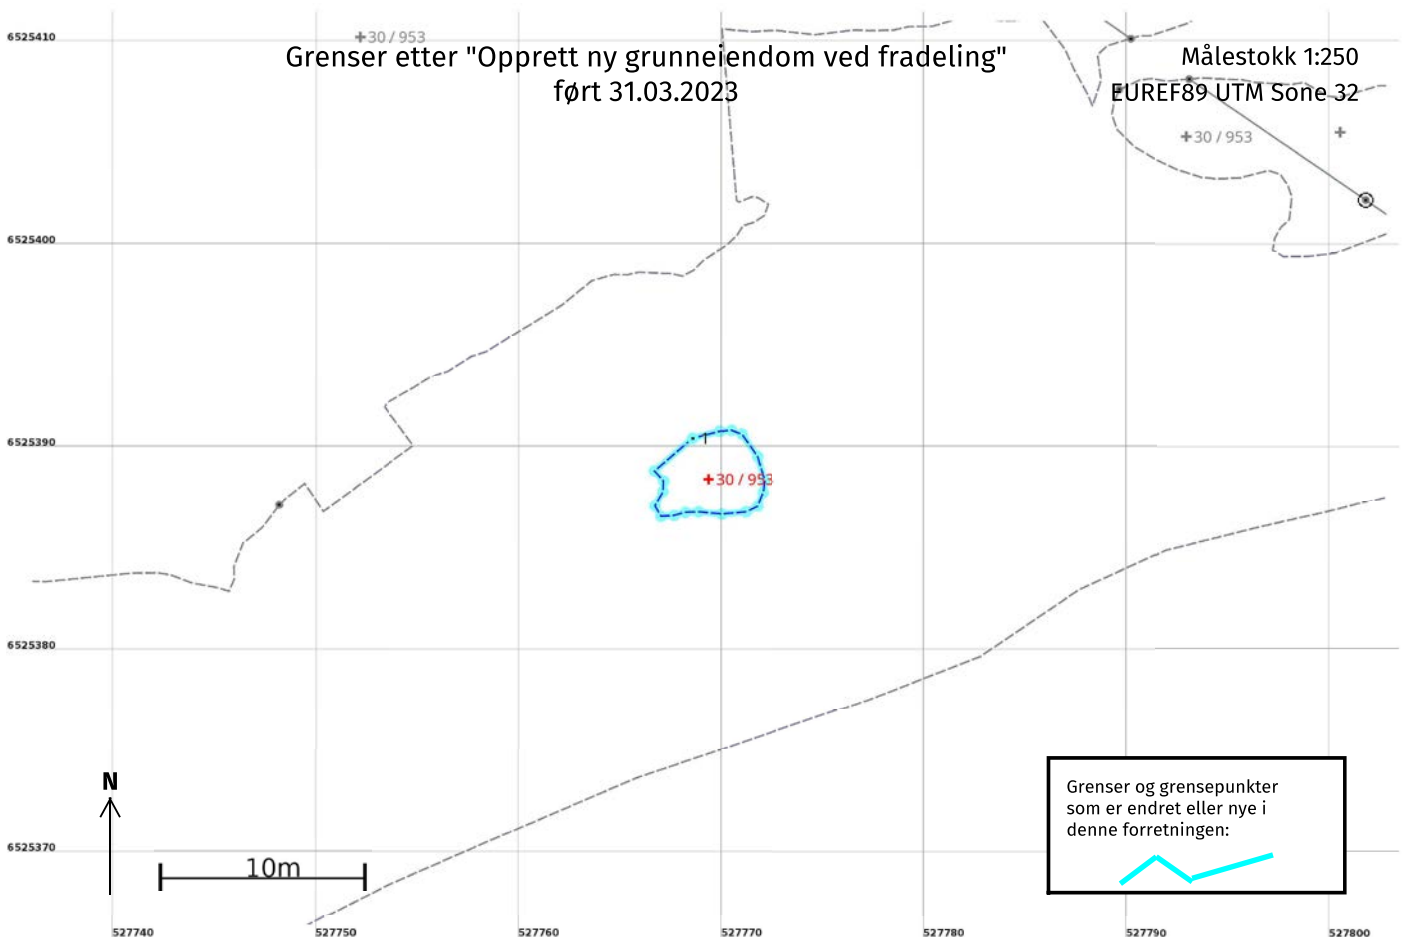 6525410
30 / 953
Grenser etter "Opprett ny grunneiendom ved fradeling"
ført 31.03.2023
Målestokk 1:250
EUREF89 UTM Sone 32
30 / 953
6525400
6525390
30 / 953
6525380
N
6525370
10m
Grenser og grensepunkter
som er endret eller nye i
denne forretningen:
527740
527750
527760
527770
527780
527790
527800